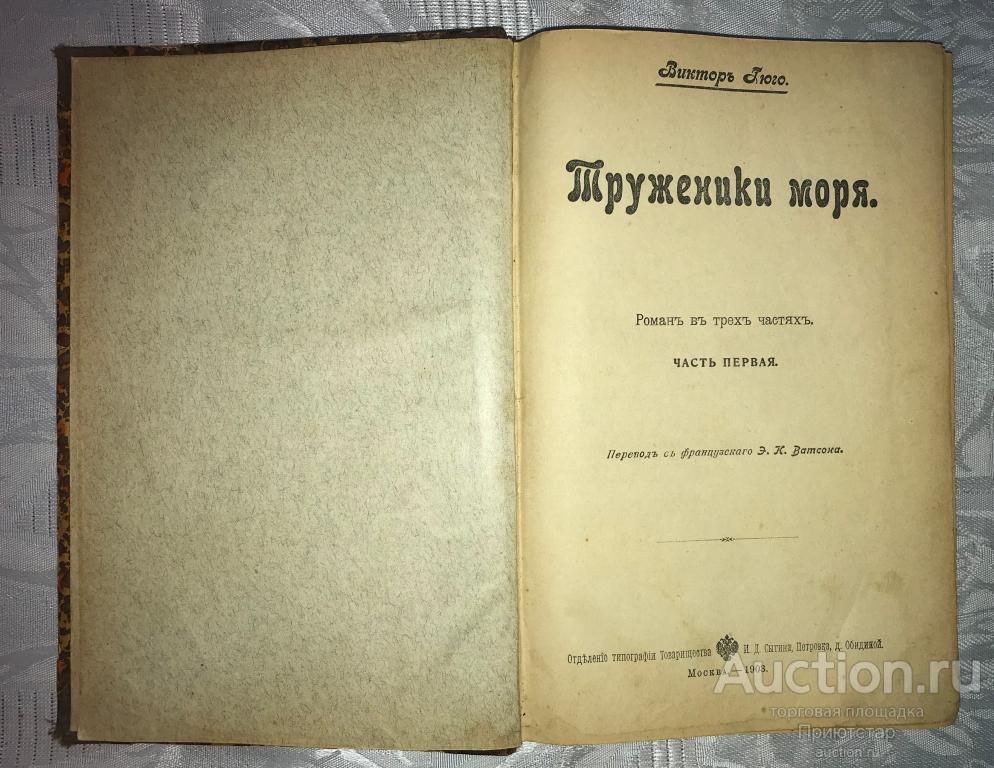 Викторъ Гюго.
Труженики моря.
Романъ въ трехъ частяхъ.
ЧАСТЬ ПЕРВАЯ.
Переводъ съ французскаго Э. К. Ватсона.
Отдѣленіе типографіи Товарищества И. Д. Сытина, Петровка, д. Обидиной.
Москва.—1903.
Auction.ru
торговая площадка
Приютстар
auction.ru